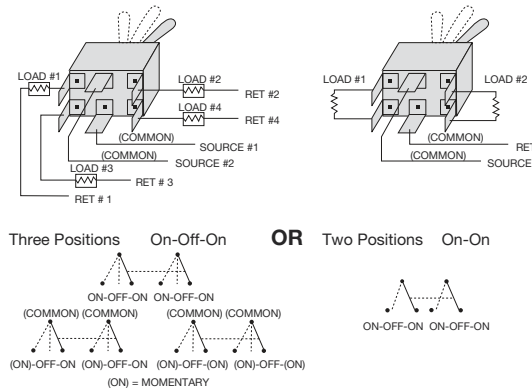 LOAD #1
LOAD #2
RET #2
LOAD #4
RET #4
(COMMON)
SOURCE #1
(COMMON)
SOURCE #2
LOAD #3
RET # 3
RET # 1
LOAD #1
LOAD #2
(COMMON)
RET
(COMMON)
SOURCE
Three Positions On-Off-On OR Two Positions On-On
ON-OFF-ON ON-OFF-ON
(COMMON) (COMMON) (COMMON) (COMMON)
(ON)-OFF-ON (ON)-OFF-ON (ON)-OFF-(ON) (ON)-OFF-(ON)
(ON) = MOMENTARY
ON-OFF-ON ON-OFF-ON